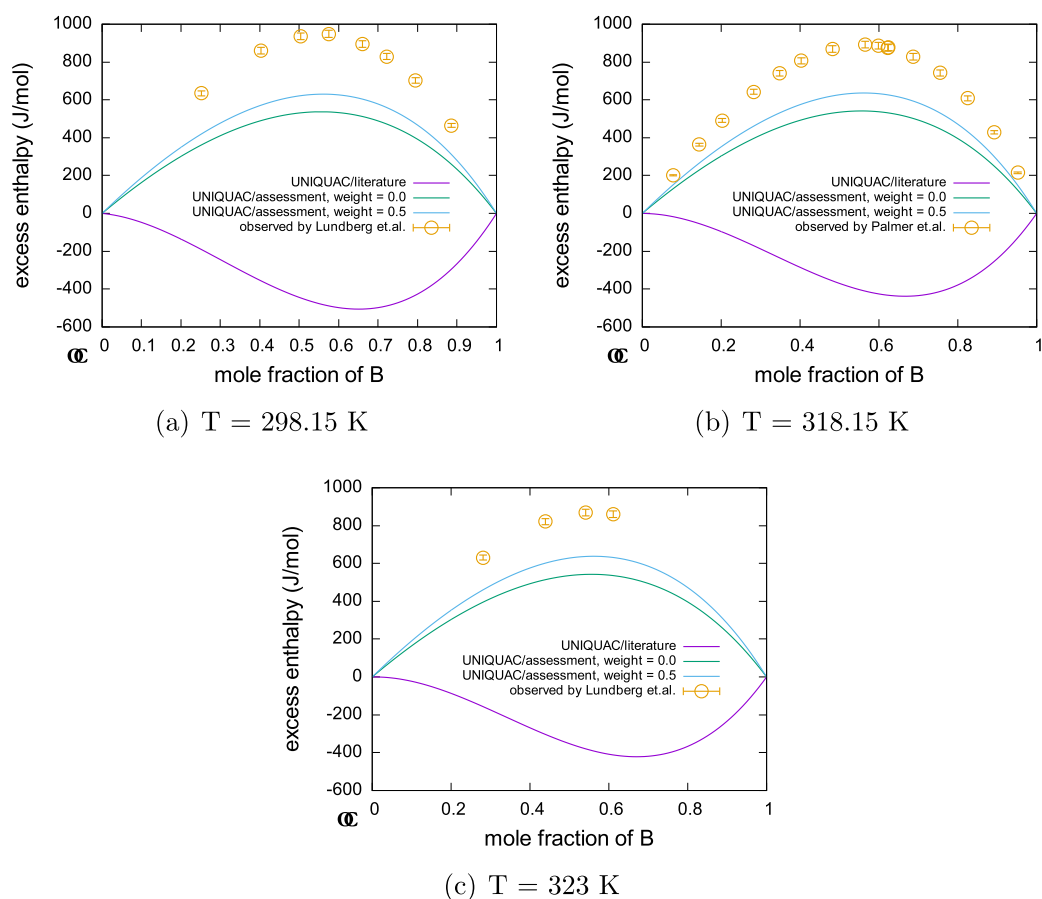 1000
800
600
400
200
0
-200
-400
-600
excess enthalpy (J/mol)
UNIQUAC/literature
UNIQUAC/assessment, weight = 0.0
UNIQUAC/assessment, weight = 0.5
observed by Lundberg et.al.
0 0.1 0.2 0.3 0.4 0.5 0.6 0.7 0.8 0.9 1
mole fraction of B
(a) T = 298.15 K
1000
800
600
400
200
0
-200
-400
-600
excess enthalpy (J/mol)
UNIQUAC/literature
UNIQUAC/assessment, weight = 0.0
UNIQUAC/assessment, weight = 0.5
observed by Palmer et.al.
0 0.2 0.4 0.6 0.8 1
mole fraction of B
(b) T = 318.15 K
1000
800
600
400
200
0
-200
-400
-600
excess enthalpy (J/mol)
UNIQUAC/literature
UNIQUAC/assessment, weight = 0.0
UNIQUAC/assessment, weight = 0.5
observed by Lundberg et.al.
0 0.2 0.4 0.6 0.8 1
mole fraction of B
(c) T = 323 K